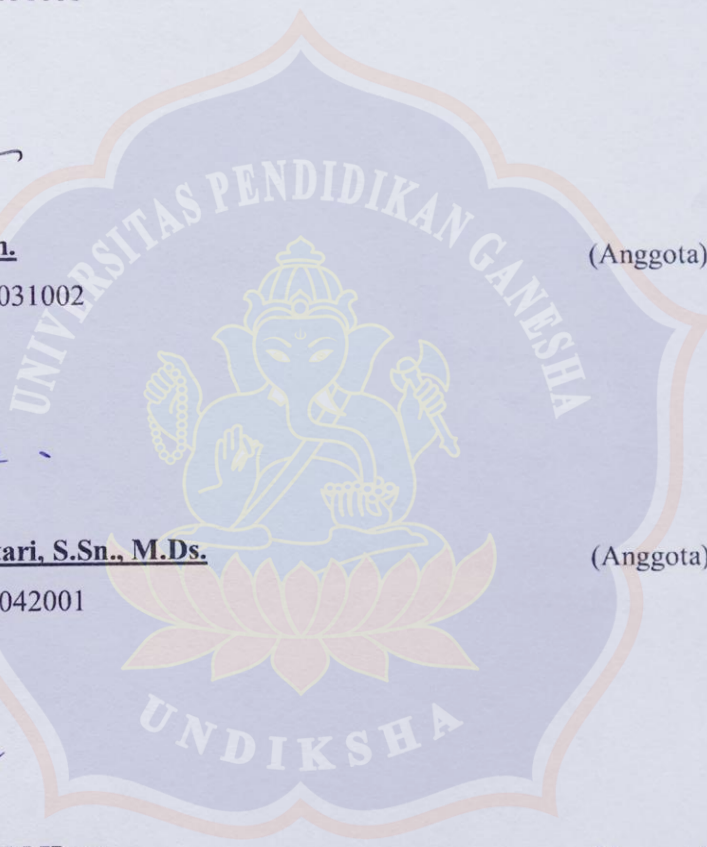 UNIVERSITAS PENDIDIKAN GANESHA
n.
(Anggota)
031002
tari, S.Sn., M.Ds.
(Anggota)
042001
UNDIKSHA